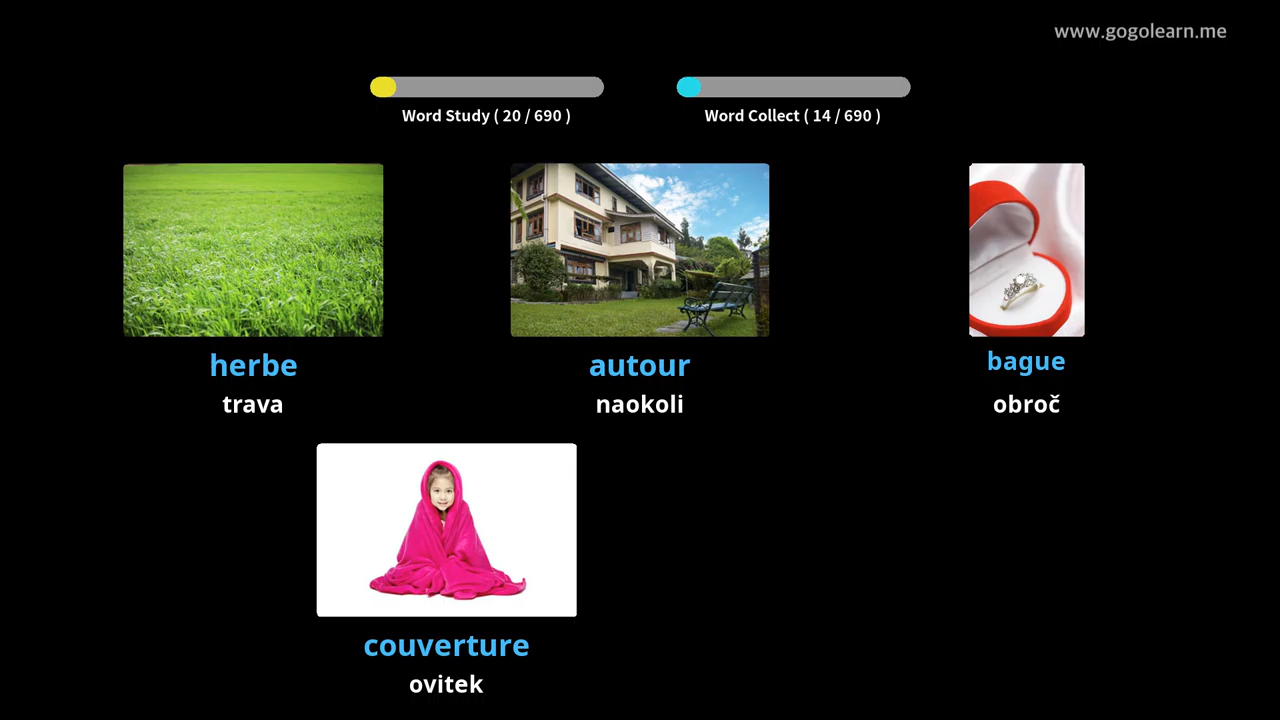 www.gogolearn.me
Word Study ( 20 / 690 )
Word Collect ( 14 / 690 )
herbe
autour
bague
trava
naokoli
obroč
couverture
ovitek